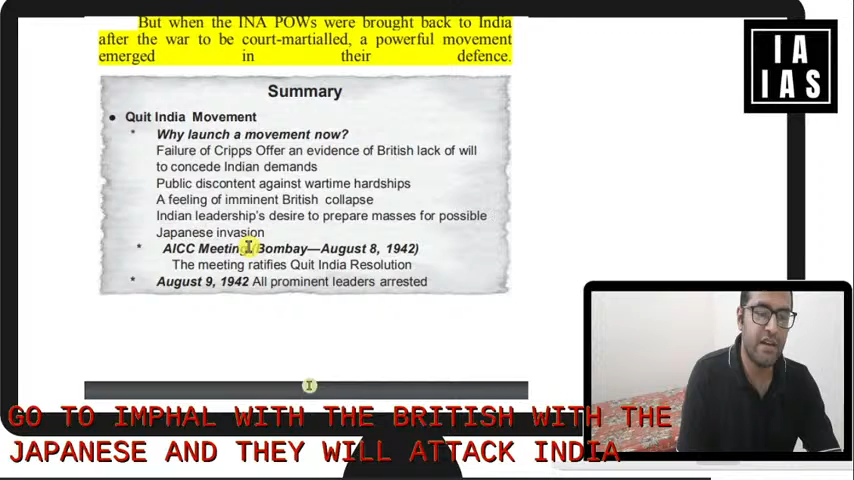 But when the INA POWs were brought back to India
after the war to be court-martialled, a powerful movement
emerged in their defence.
IA
IAS
Summary
● Quit India Movement
* Why launch a movement now?
Failure of Cripps Offer an evidence of British lack of will
to concede Indian demands
Public discontent against wartime hardships
A feeling of imminent British collapse
Indian leadership's desire to prepare masses for possible
Japanese invasion
* AICC Meeting (Bombay—August 8, 1942)
The meeting ratifies Quit India Resolution
* August 9, 1942 All prominent leaders arrested
GO TO IMPHAL WITH THE BRITISH WITH THE
JAPANESE AND THEY WILL ATTACK INDIA